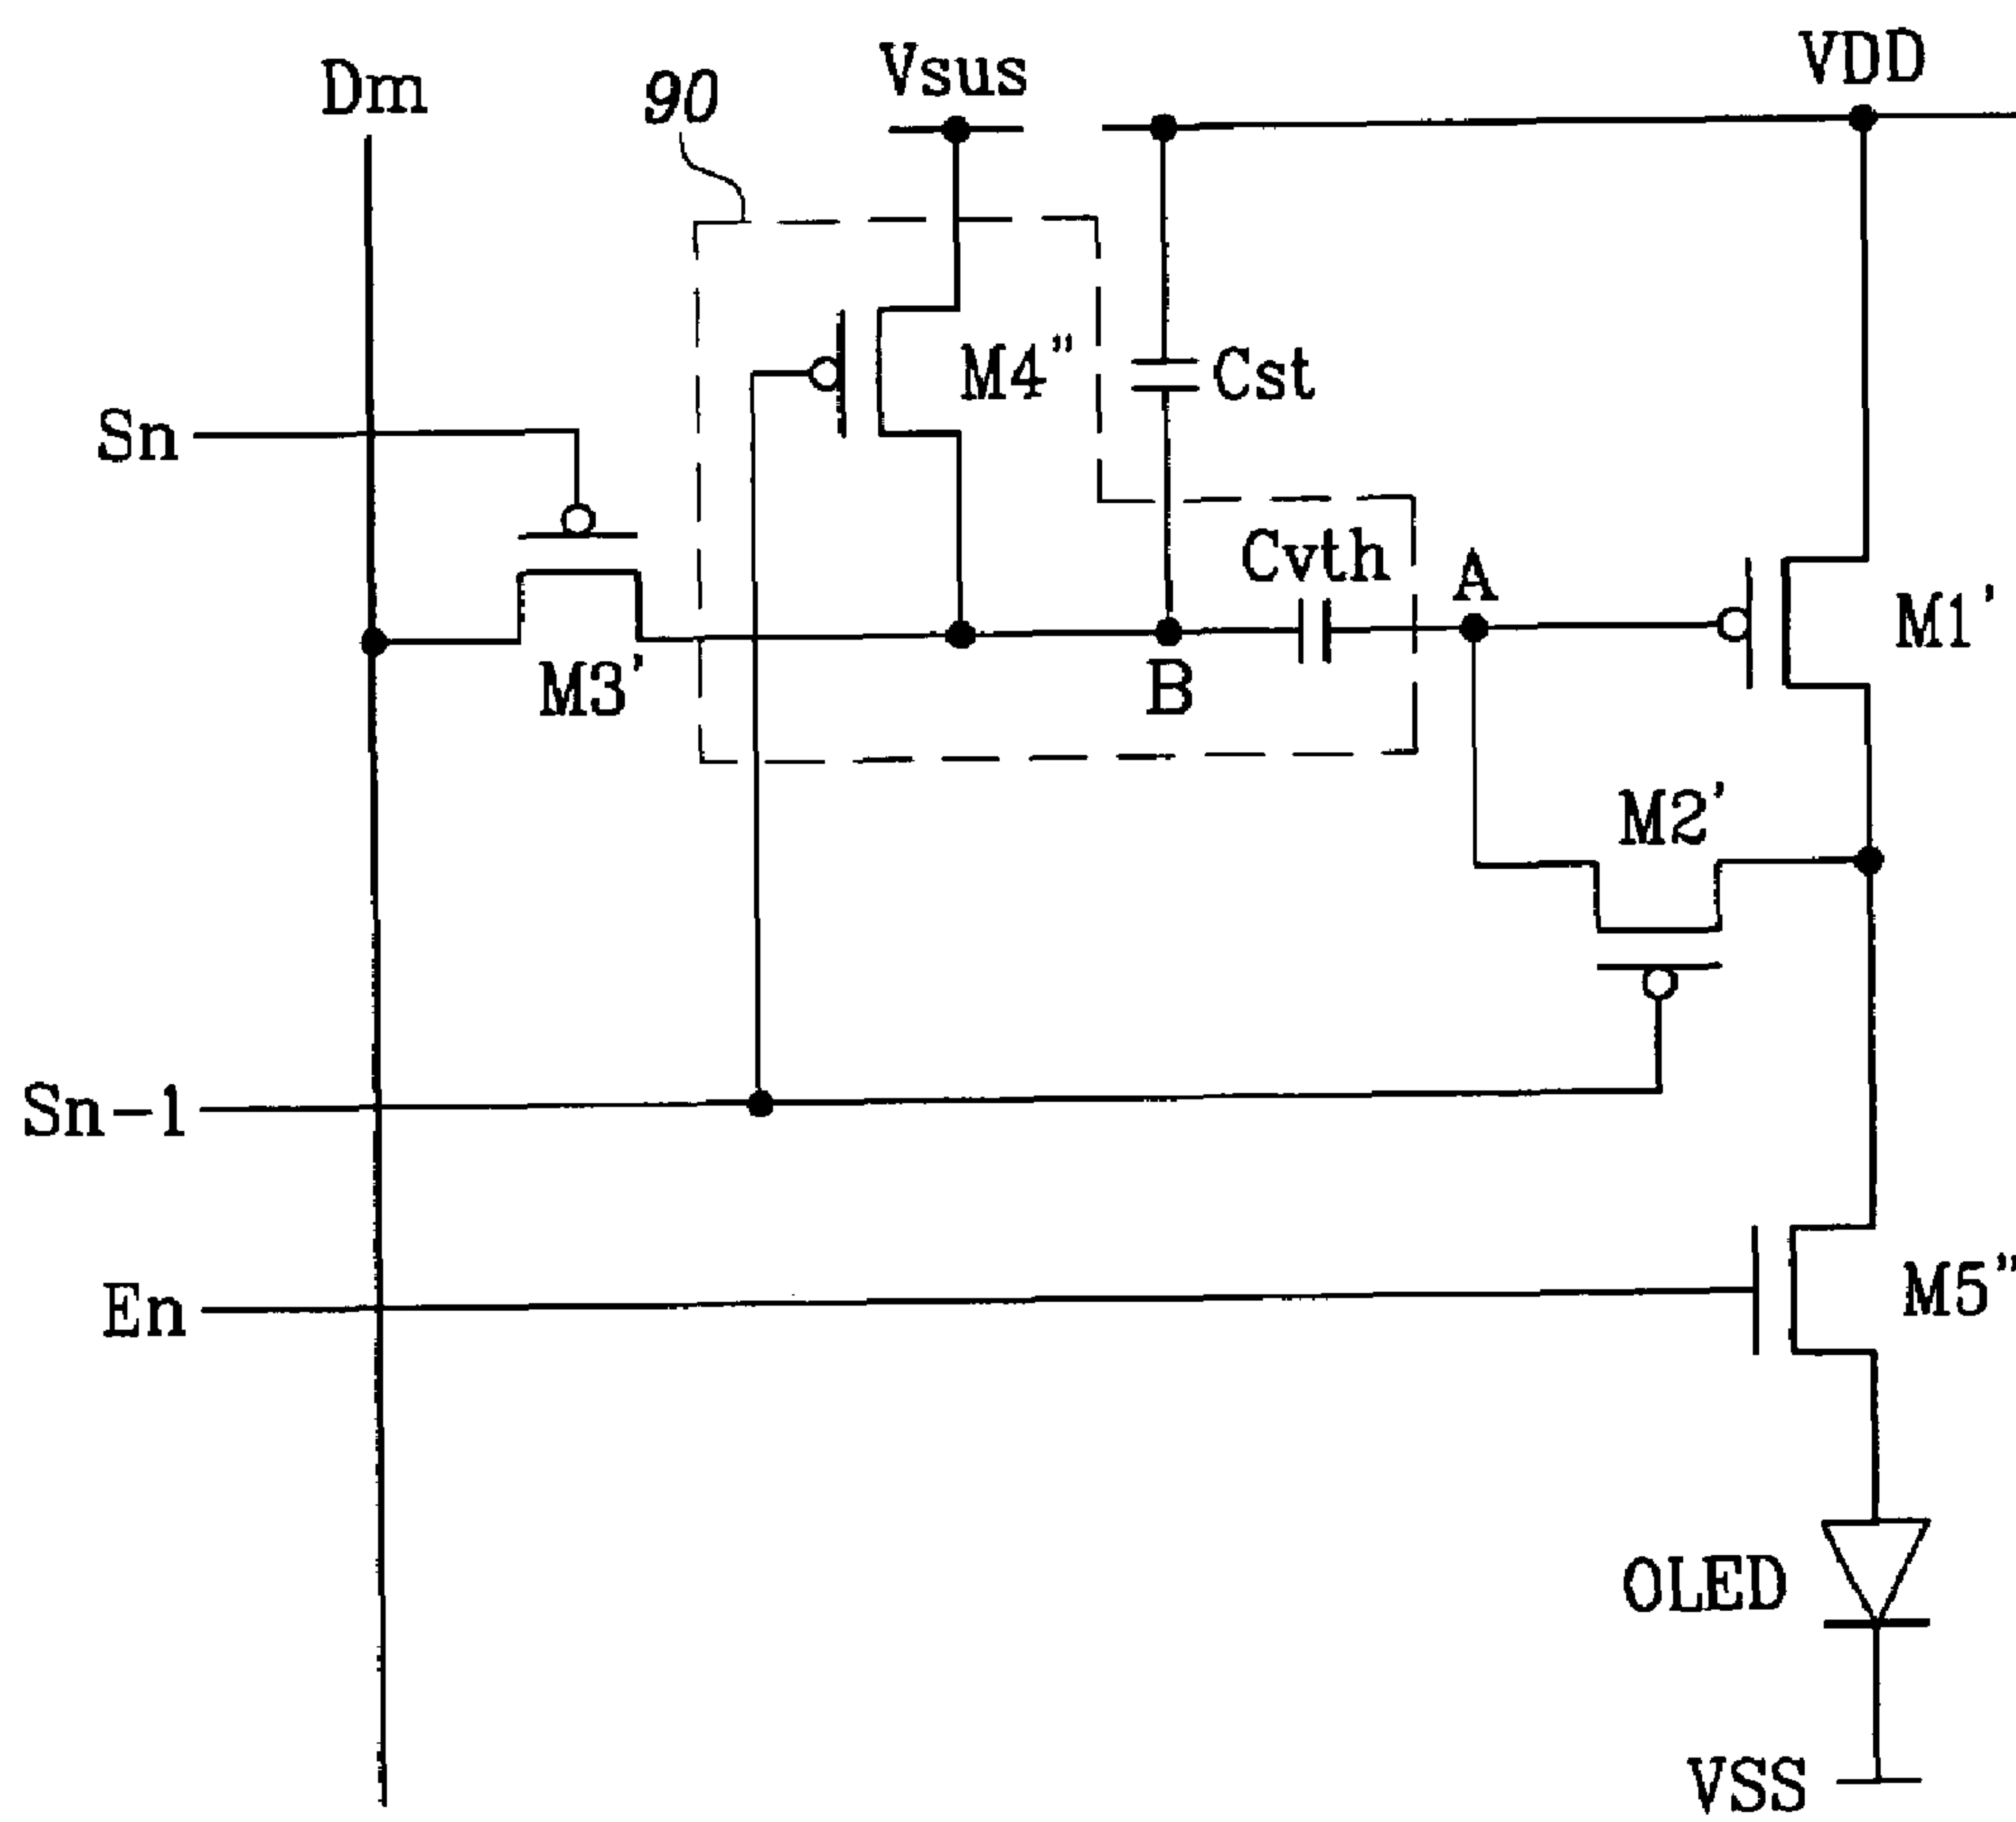 Dm
90
Vsus
VDD
M4"
Cst
Sn
Cvth
A
M1'
M3'
B
M2'
Sn-1
En
M5"
OLED
VSS